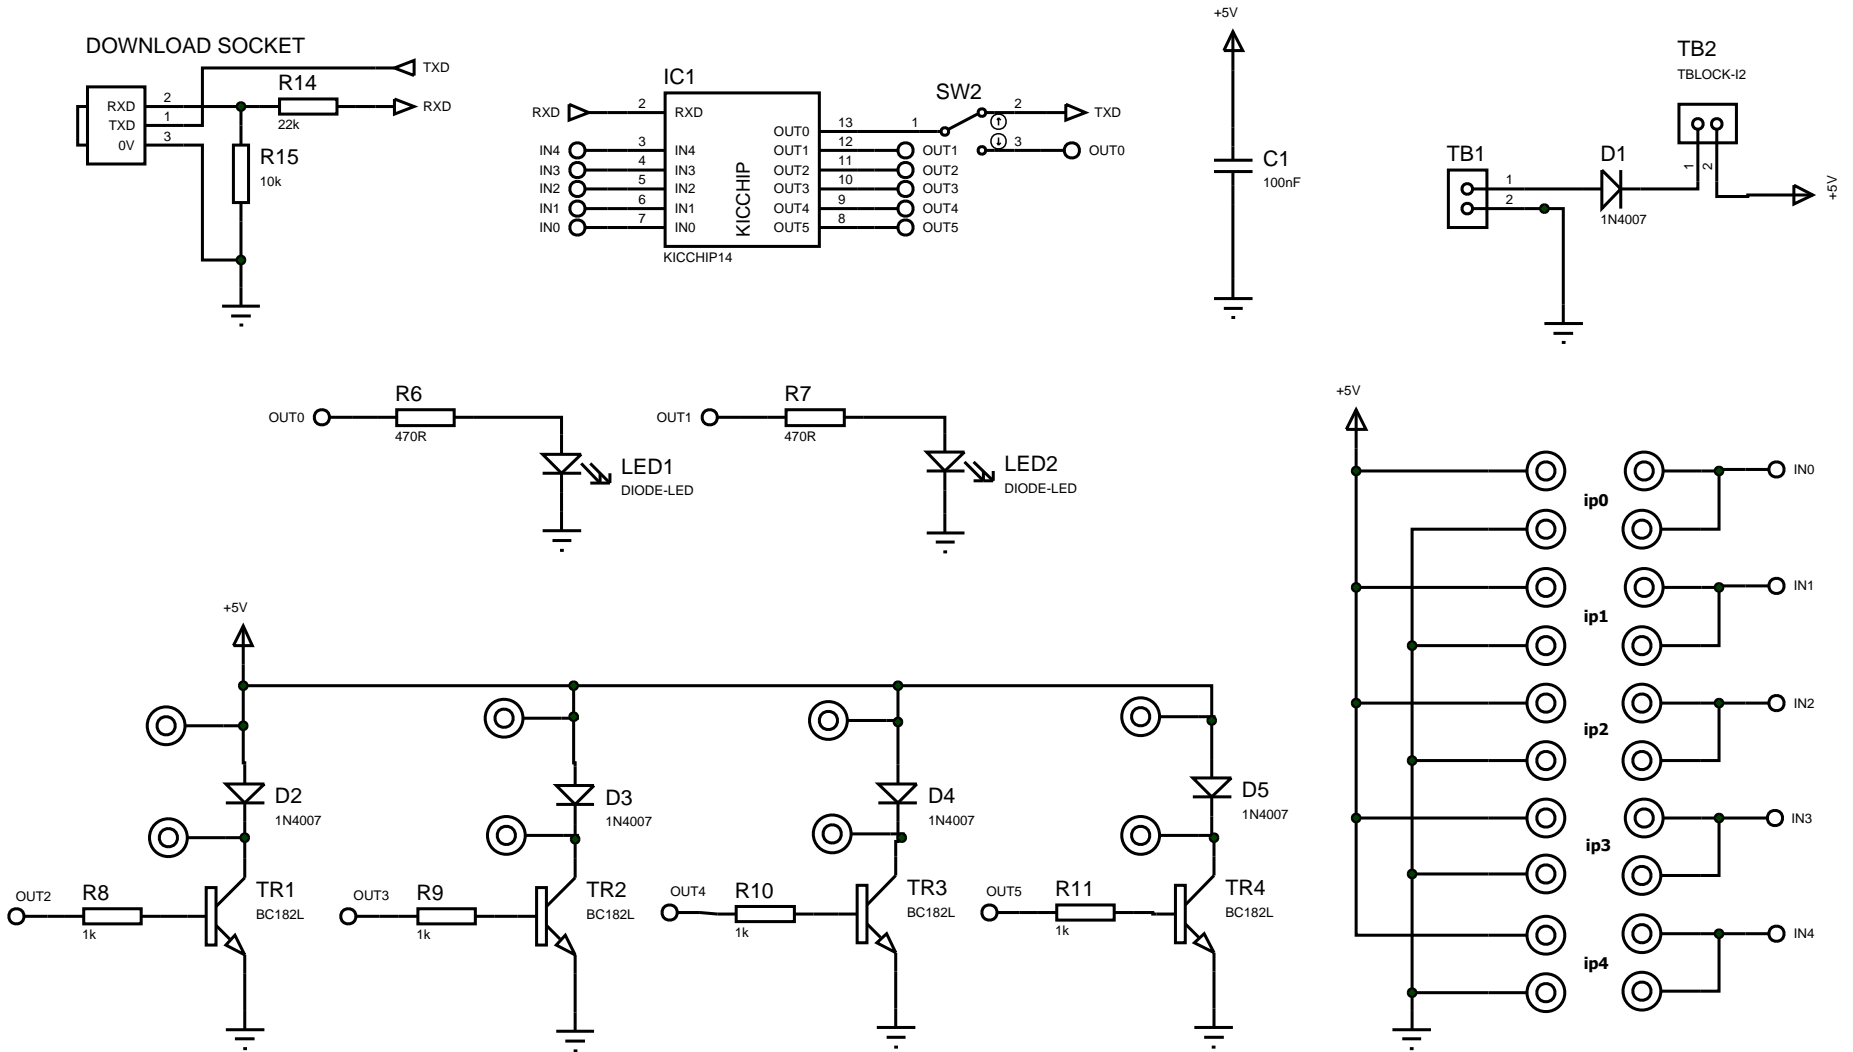 DOWNLOAD SOCKET
TXD
R14
RXD 2
22k
RXD
TXD 1
0V 3
R15
10k
IC1
RXD 2 RXD
OUT0 13
IN4 3 IN4
OUT1 12 OUT1
IN3 4 IN3
OUT2 11 OUT2
IN2 5 IN2
OUT3 10 OUT3
IN1 6 IN1
OUT4 9 OUT4
IN0 7 IN0
OUT5 8 OUT5
KICCHIP
KICCHIP14
SW2
1
2 TXD
3 OUT0
+5V
C1
100nF
TB2
TBLOCK-I2
1
2
TB1
1
2
D1
1N4007
+5V
OUT0
R6
470R
LED1
DIODE-LED
OUT1
R7
470R
LED2
DIODE-LED
+5V
ip0
IN0
ip1
IN1
ip2
IN2
ip3
IN3
ip4
IN4
+5V
D2
1N4007
D3
1N4007
D4
1N4007
D5
1N4007
OUT2
R8
1k
TR1
BC182L
OUT3
R9
1k
TR2
BC182L
OUT4
R10
1k
TR3
BC182L
OUT5
R11
1k
TR4
BC182L